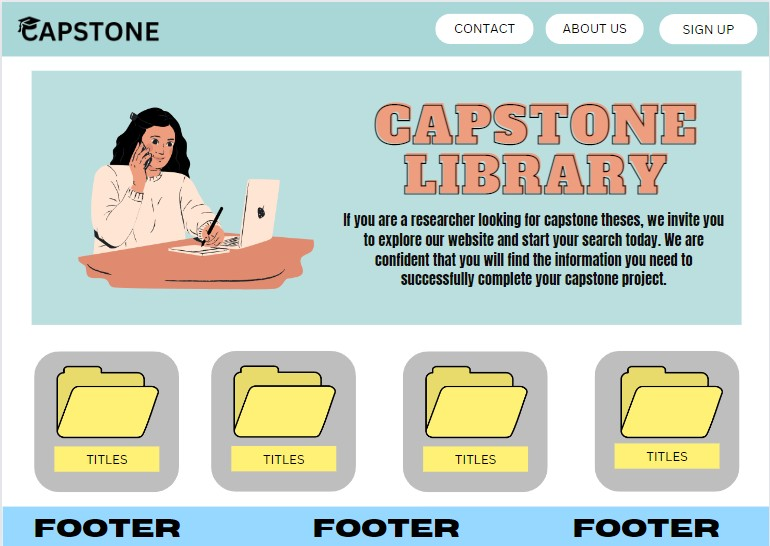 CAPSTONE
CONTACT
ABOUT US
SIGN UP
CAPSTONE
LIBRARY
If you are a researcher looking for capstone theses, we invite you
to explore our website and start your search today. We are
confident that you will find the information you need to
successfully complete your capstone project.
TITLES
TITLES
TITLES
TITLES
FOOTER
FOOTER
FOOTER